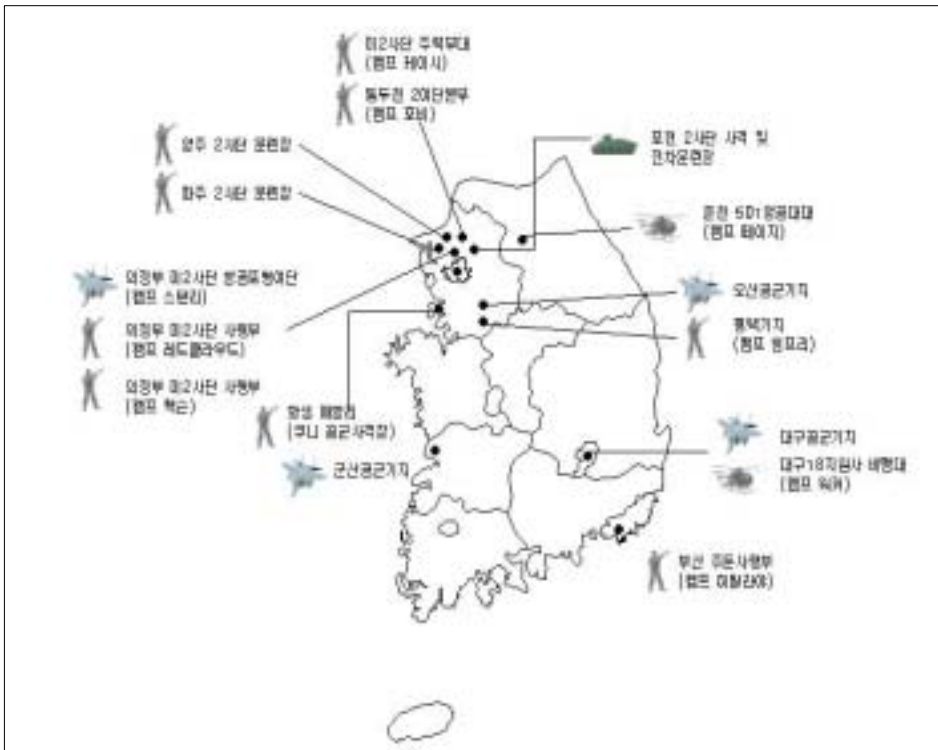 미2사단 주력부대
(캠프 케이시)
동두천 2여단본부
(캠프 호비)
양주 2사단 훈련장
포천 2사단 사격 및
전차훈련장
파주 2사단 훈련장
춘천 501항공대대
(캠프 페이지)
의정부 미2사단 방공포병여단
(캠프 스탠리)
오산공군기지
의정부 미2사단 사령부
(캠프 레드클라우드)
평택기지
(캠프 험프리)
의정부 미2사단 사령부
(캠프 잭슨)
화성 매향리
(쿠니 공군사격장)
대구공군기지
군산공군기지
대구18지원사 비행대
(캠프 워커)
부산 주둔사령부
(캠프 하얄리아)